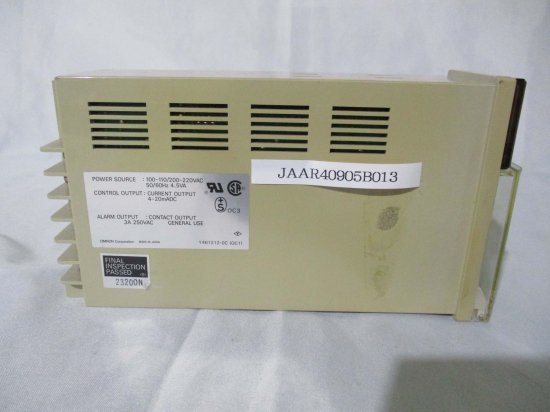 POWER SOURCE : 100-110/200-220VAC
50/60Hz 4.5VA
CONTROL OUTPUT : CURRENT OUTPUT
4-20mADC
ALARM OUTPUT : CONTACT OUTPUT
3A 250VAC GENERAL USE
OMRON Corporation MADE IN JAPAN
OC3
JAAR40905B013
FINAL
INSPECTION
PASSED
23200N